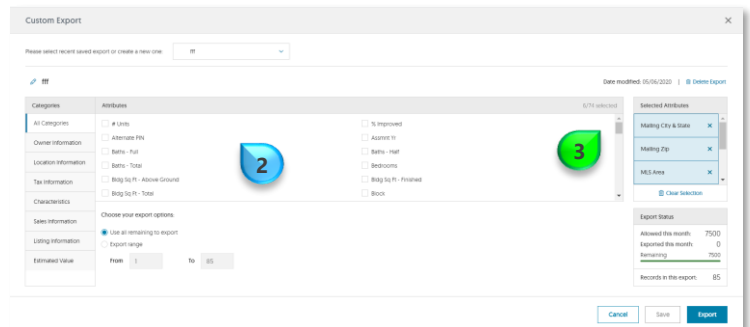 Custom Export
Please select recent saved export or create a new one: fff
fff
Date modified: 05/06/2020 | Delete Export
Categories
All Categories
Owner Information
Location Information
Tax Information
Characteristics
Sales Information
Listing Information
Estimated Value
Attributes 8/79 selected
# Units % Improved
Alternate PIN Assmnt Yr
Baths - Full Baths - Half
Baths - Total Bedrooms
Bldg Sq Ft - Above Ground Bldg Sq Ft - Finished
Bldg Sq Ft - Total Block
2
3
Choose your export options
Use all remaining to export
Export range
From 1 To 85
Selected Attributes
Mailing City & State
Mailing Zip
MLS Area
Clear Selection
Export Status
Allowed this month: 7500
Exported this month: 0
Remaining 7500
Records in this export: 85
Cancel Save Export